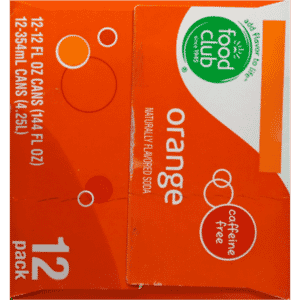 add flavor to life!
food
club
since 1945
orange
NATURALLY FLAVORED SODA
caffeine
free
12-12 FL OZ CANS (144 FL OZ)
12-354mL CANS (4.25L)
12
pack